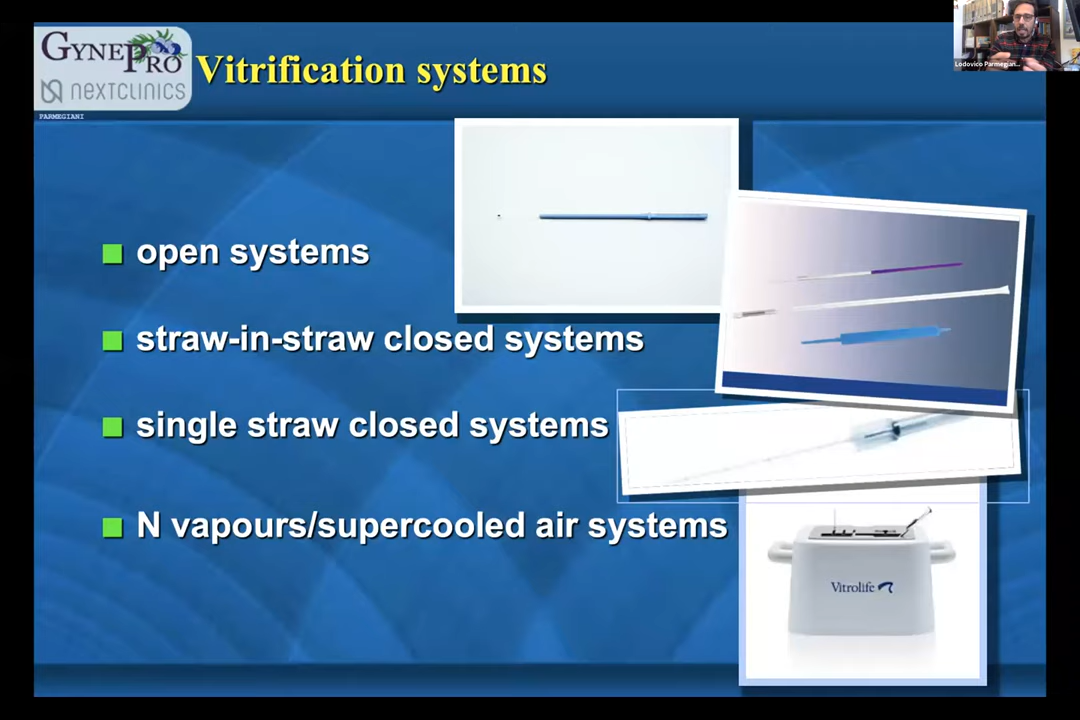 GYNEPRO
NEXTCLINICS
PARMEGIANI
Vitrification systems
Lodovico Parmegian...
open systems
straw-in-straw closed systems
single straw closed systems
N vapours/supercooled air systems
Vitrolife